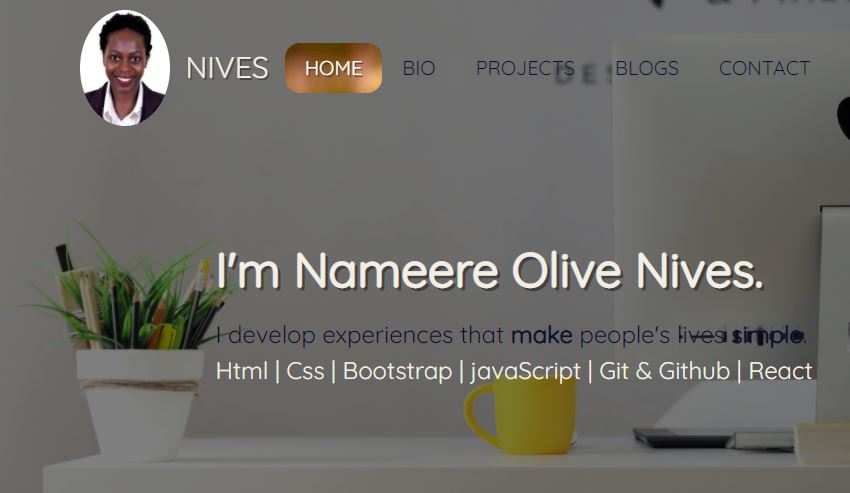 NIVES HOME BIO PROJECTS BLOGS CONTACT
I'm Nameere Olive Nives.
I develop experiences that make people's lives simple.
Html | Css | Bootstrap | javaScript | Git & Github | React